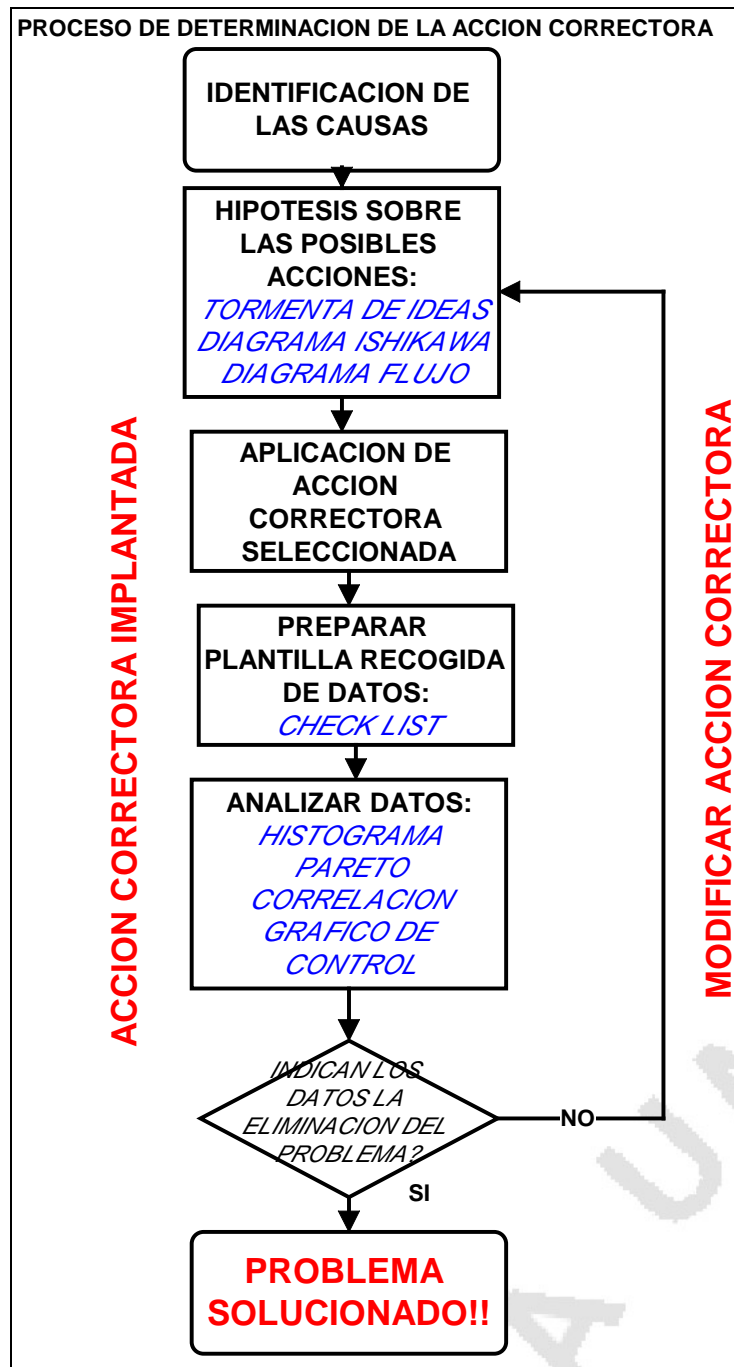 PROCESO DE DETERMINACION DE LA ACCION CORRECTORA
IDENTIFICACION DE
LAS CAUSAS
HIPOTESIS SOBRE
LAS POSIBLES
ACCIONES:
TORMENTA DE IDEAS
DIAGRAMA ISHIKAWA
DIAGRAMA FLUJO
APLICACION DE
ACCION
CORRECTORA
SELECCIONADA
PREPARAR
PLANTILLA RECOGIDA
DE DATOS:
CHECK LIST
ANALIZAR DATOS:
HISTOGRAMA
PARETO
CORRELACION
GRAFICO DE
CONTROL
INDICAN LOS
DATOS LA
ELIMINACION DEL
PROBLEMA?
NO
SI
PROBLEMA
SOLUCIONADO!!
ACCION CORRECTORA IMPLANTADA
MODIFICAR ACCION CORRECTORA